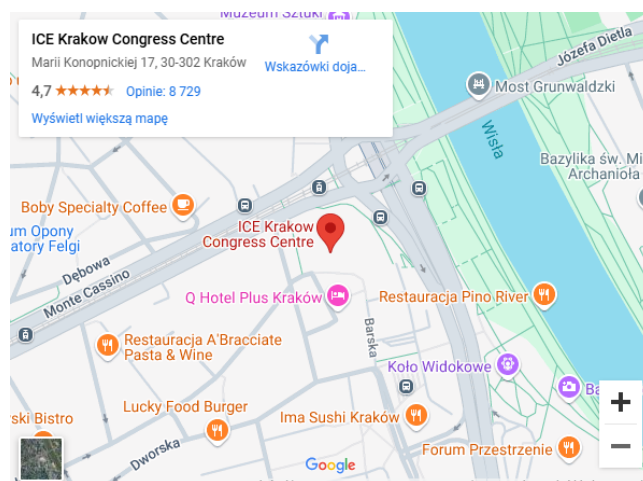 Muzeum Sztuki
ICE Krakow Congress Centre
Marii Konopnickiej 17, 30-302 Kraków
Wskazówki doja...
4,7
Opinie: 8 729
Wyświetl większą mapę
Józefa Dietla
Most Grunwaldzki
Wisła
Bazylika św. Mi
Archanioła
Boby Specialty Coffee
um Opony
atory Felgi
ICE Krakow
Congress Centre
Dębowa
Monte Cassino
Q Hotel Plus Kraków
Restauracja Pino River
Barska
Restauracja A'Bracciate
Pasta & Wine
Koło Widokowe
Ba
Lucky Food Burger
ski Bistro
Ima Sushi Kraków
Dworska
Forum Przestrzenie
Google